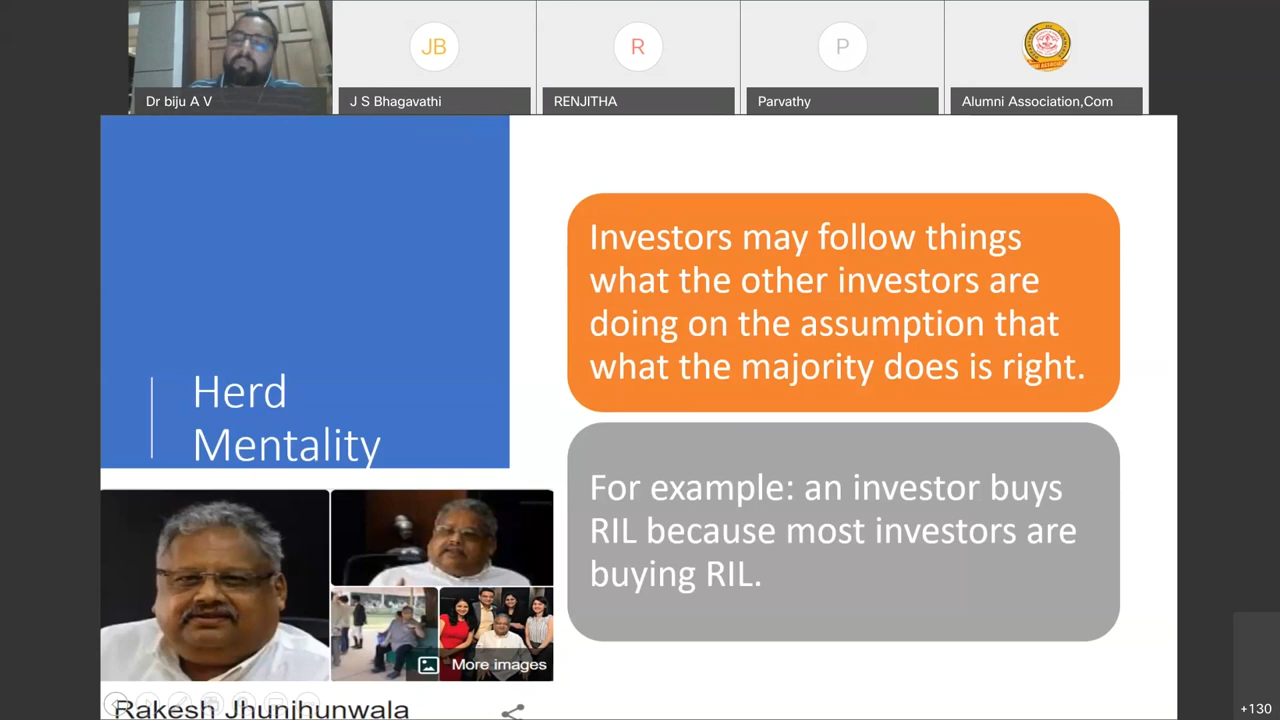 JB
R
P
Dr biju A V
J S Bhagavathi
RENJITHA
Parvathy
Alumni Association,Com
Herd
Mentality
Investors may follow things
what the other investors are
doing on the assumption that
what the majority does is right.
For example: an investor buys
RIL because most investors are
buying RIL.
More images
Rakesh Jhunjhunwala
+130